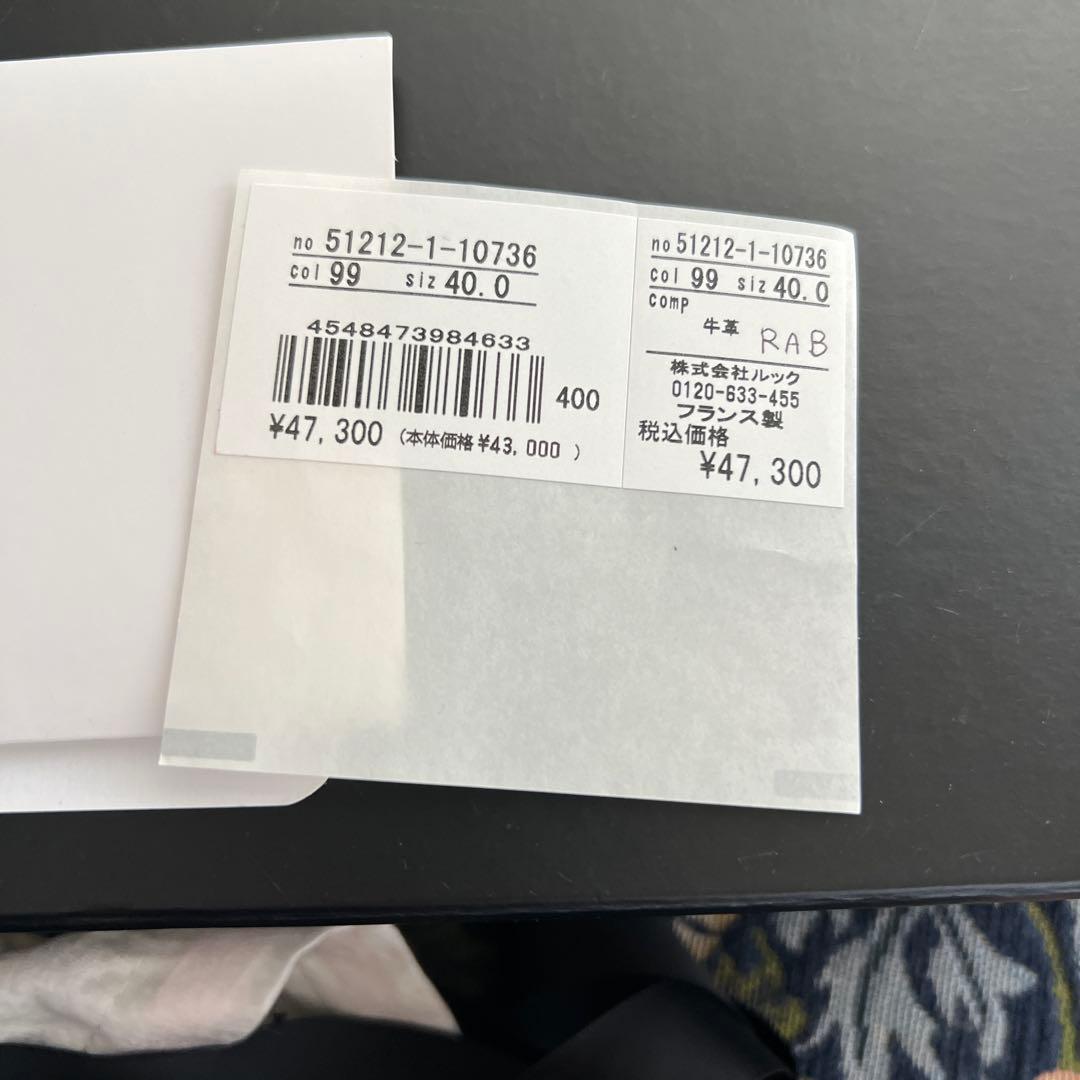 no 51212-1-10736
col 99 siz 40.0
4548473984633
400
¥47,300 (本体価格¥43,000 )
no 51212-1-10736
col 99 siz 40.0
comp
牛革 RAB
株式会社ルック
0120-633-455
フランス製
税込価格
¥47,300